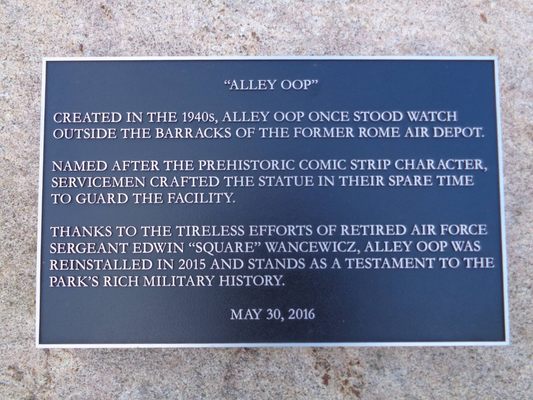 “ALLEY OOP”
CREATED IN THE 1940s, ALLEY OOP ONCE STOOD WATCH
OUTSIDE THE BARRACKS OF THE FORMER ROME AIR DEPOT.
NAMED AFTER THE PREHISTORIC COMIC STRIP CHARACTER,
SERVICEMEN CRAFTED THE STATUE IN THEIR SPARE TIME
TO GUARD THE FACILITY.
THANKS TO THE TIRELESS EFFORTS OF RETIRED AIR FORCE
SERGEANT EDWIN “SQUARE” WANCEWICZ, ALLEY OOP WAS
REINSTALLED IN 2015 AND STANDS AS A TESTAMENT TO THE
PARK’S RICH MILITARY HISTORY.
MAY 30, 2016